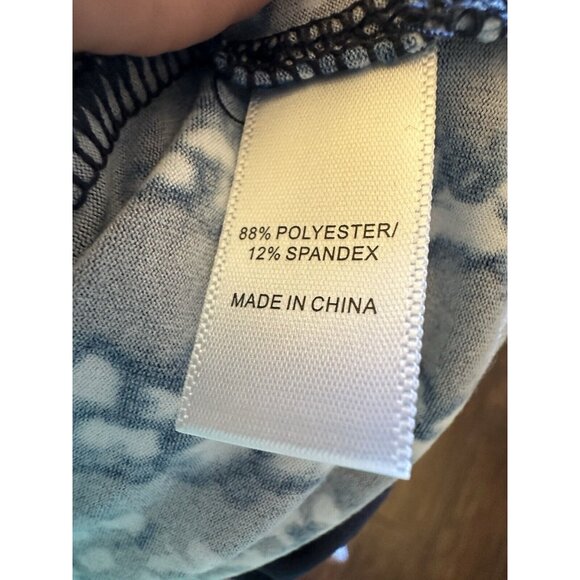 88% POLYESTER/
12% SPANDEX
MADE IN CHINA